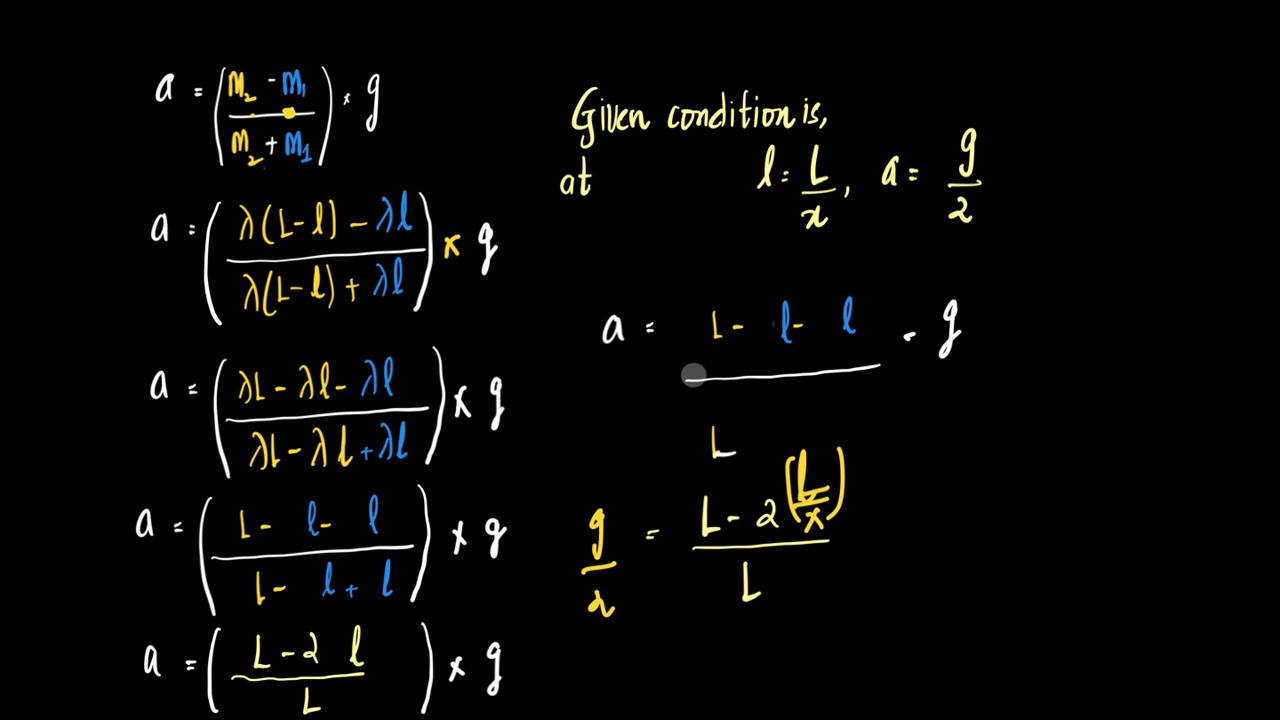 a = (m₂ - m₁ / m₂ + m₁) × g
a = (λ(L-l) - λl / λ(L-l) + λl) × g
a = (λL - λl - λl / λL - λl + λl) × g
a = (L - l - l / L - l + l) × g
a = (L - 2 l / L) × g
Given condition is,
at l = L/x, a = g/2
a = L - l - l / L · g
g/2 = L - 2(L/x) / L